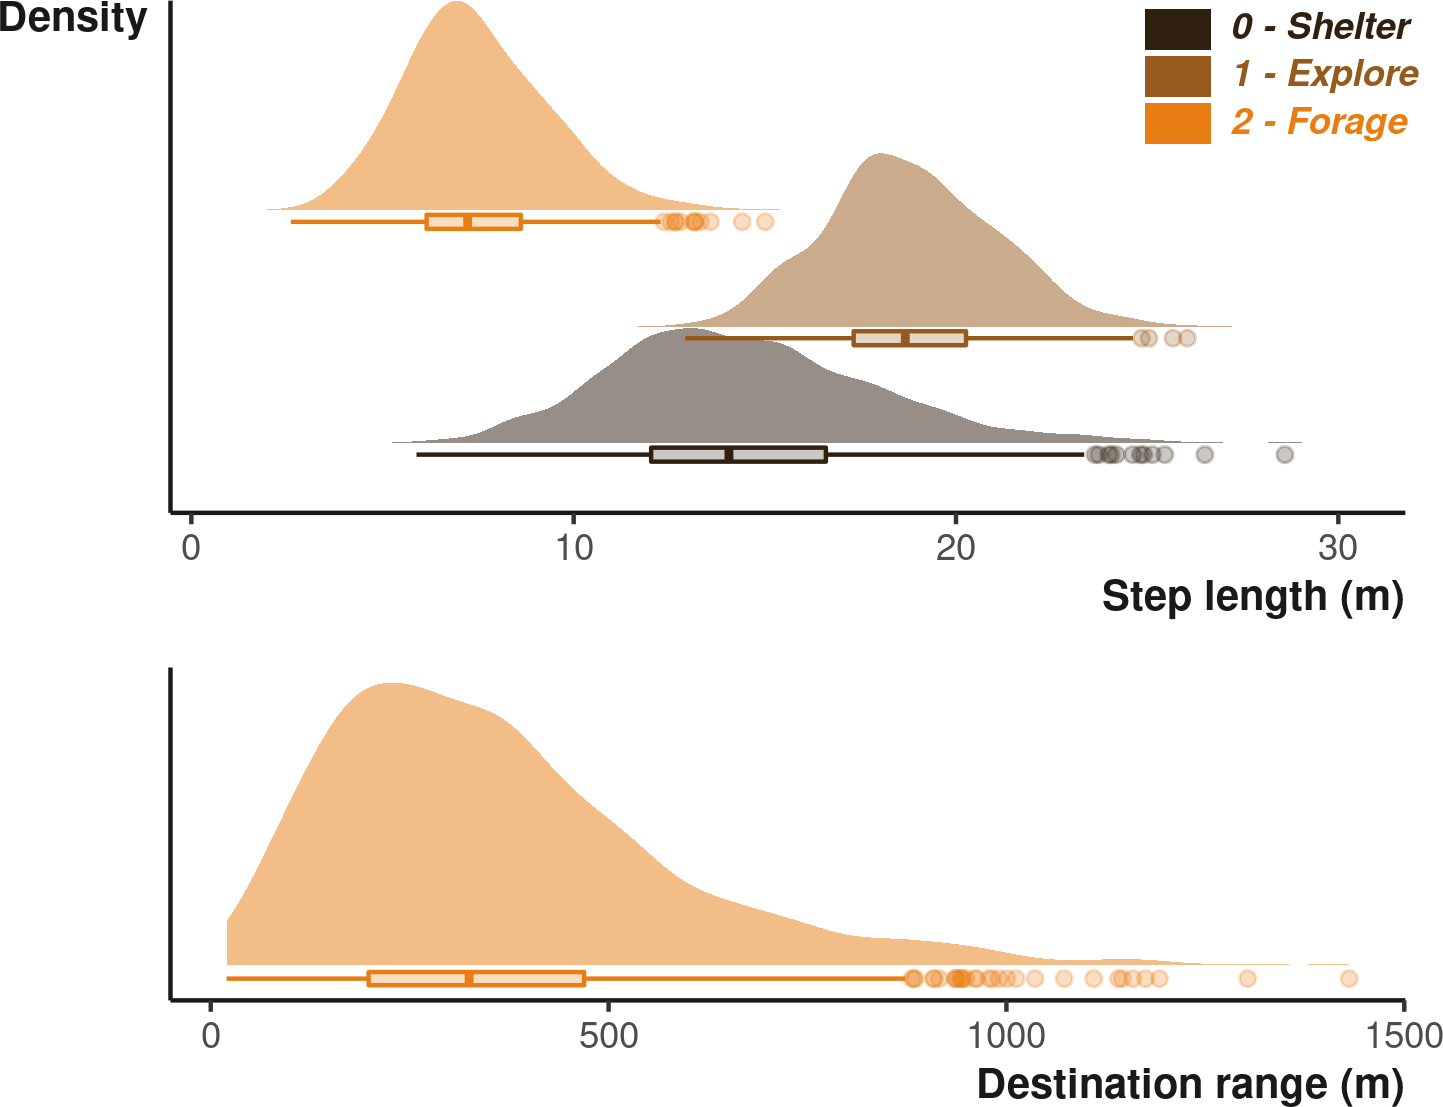 Density
0 - Shelter
1 - Explore
2 - Forage
0 10 20 30
Step length (m)
0 500 1000 1500
Destination range (m)